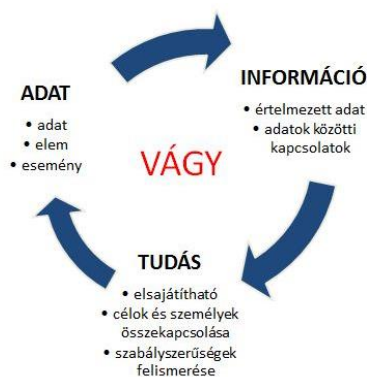 ADAT
• adat
• elem
• esemény
INFORMÁCIÓ
• értelmezett adat
• adatok közötti
kapcsolatok
VÁGY
TUDÁS
• elsajátítható
• célok és személyek
összekapcsolása
• szabályszerűségek
felismerése